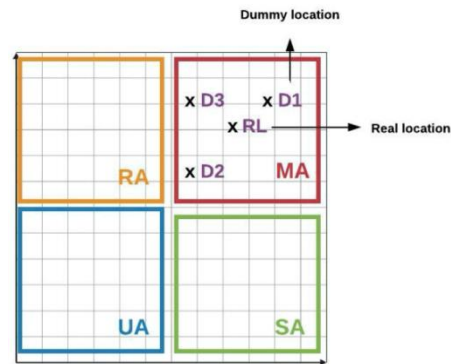 Dummy location
x D3
x D1
x RL
Real location
x D2
RA
MA
UA
SA